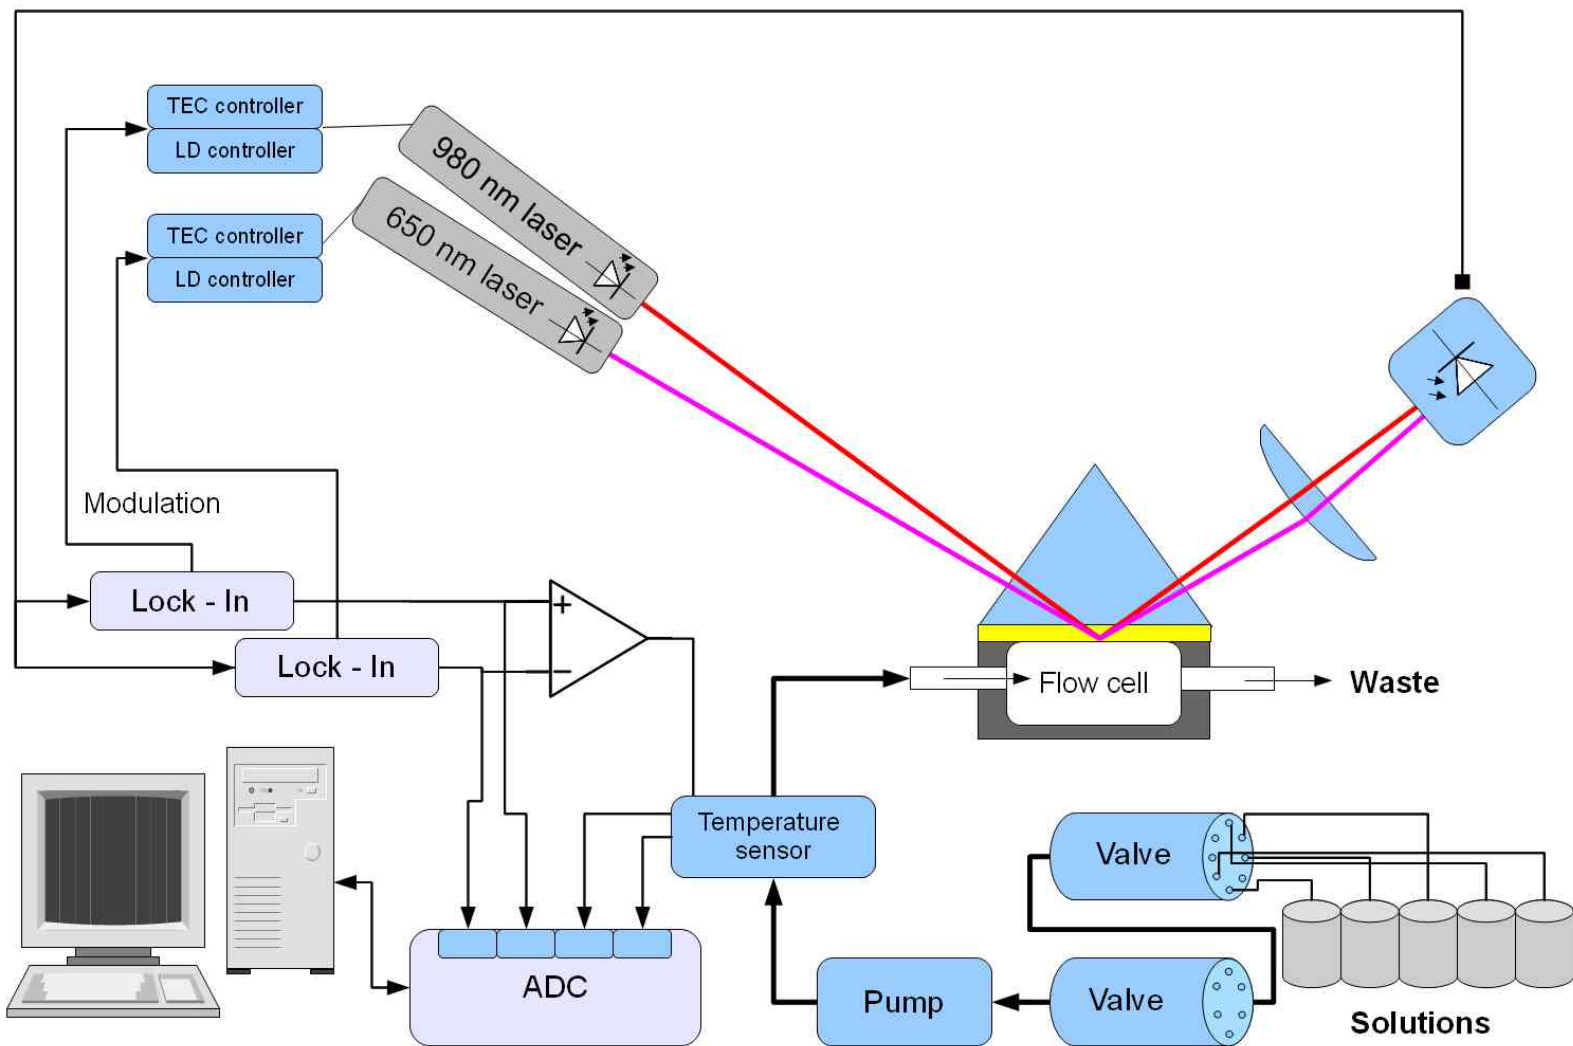 TEC controller
LD controller
980 nm laser
TEC controller
LD controller
650 nm laser
Modulation
Lock - In
+
Lock - In
−
Flow cell
Waste
Temperature
sensor
Valve
ADC
Pump
Valve
Solutions